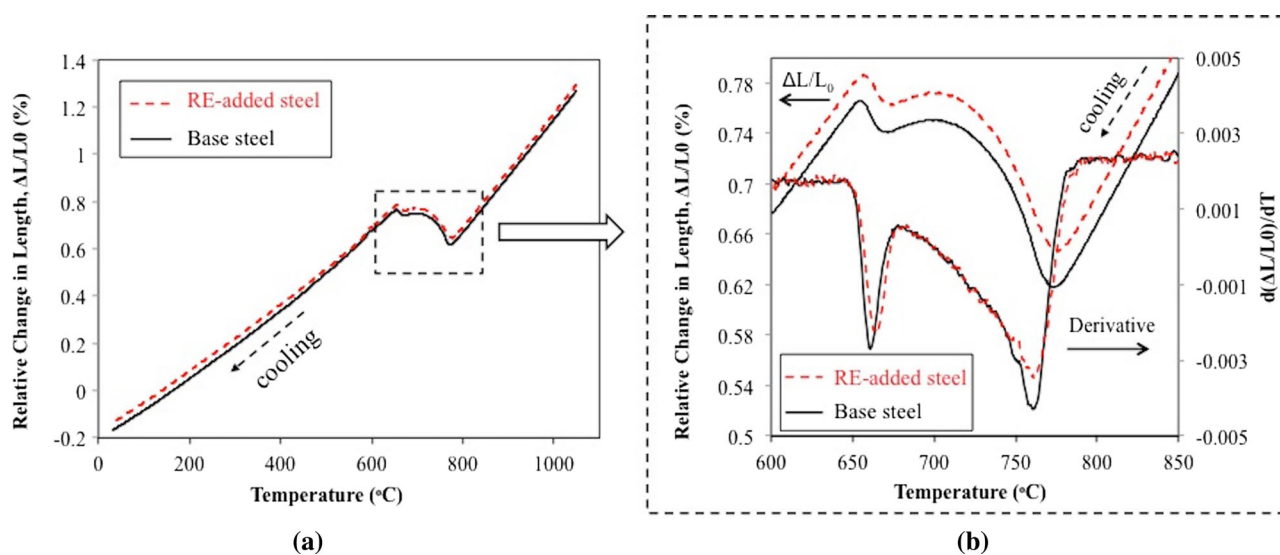 1.4
1.2
1
0.8
0.6
0.4
0.2
0
-0.2
Relative Change in Length, ΔL/L0 (%)
RE-added steel
Base steel
cooling
0 200 400 600 800 1000
Temperature (°C)
(a)
0.78
0.74
0.7
0.66
0.62
0.58
0.54
0.5
Relative Change in Length, ΔL/L0 (%)
ΔL/L₀
cooling
Derivative
RE-added steel
Base steel
0.005
0.003
0.001
-0.001
-0.003
-0.005
d(ΔL/L0)/dT
600 650 700 750 800 850
Temperature (°C)
(b)